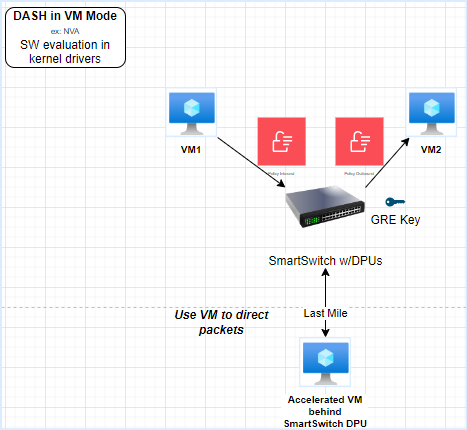 DASH in VM Mode
ex: NVA
SW evaluation in
kernel drivers
VM1
VM2
Policy Inbound
Policy Outbound
GRE Key
SmartSwitch w/DPUs
Use VM to direct
packets
Last Mile
Accelerated VM
behind
SmartSwitch DPU